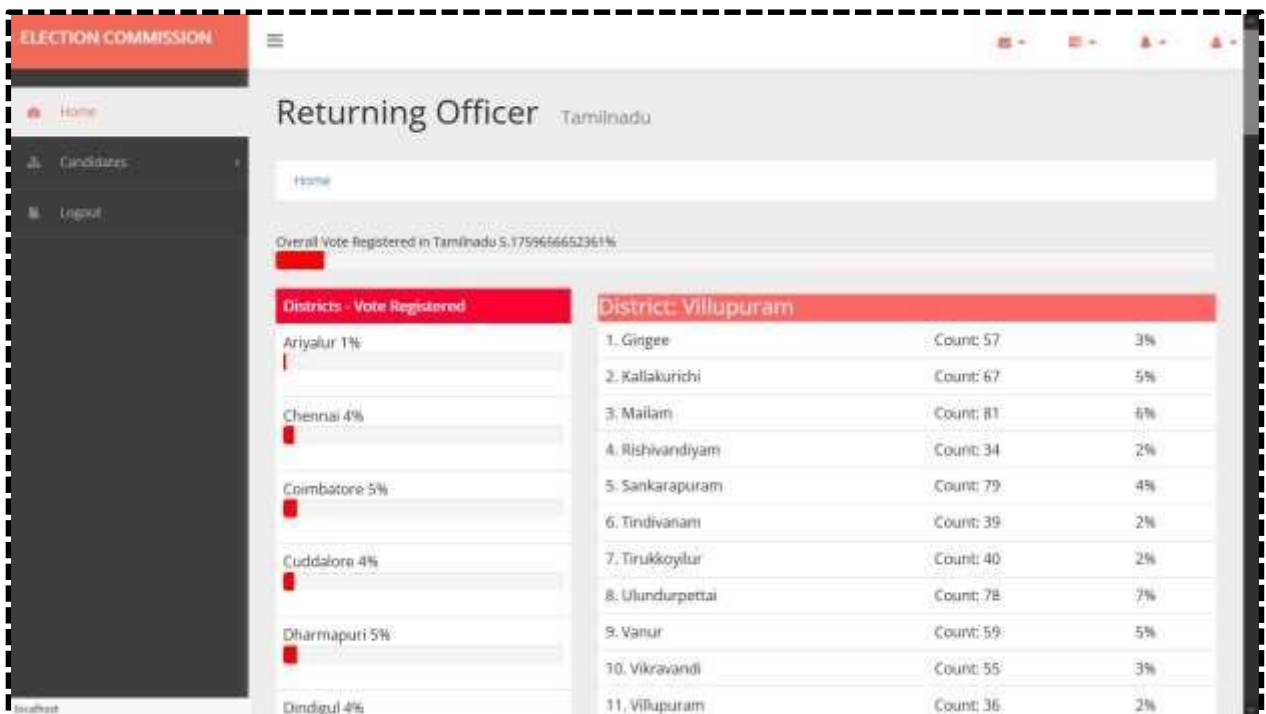 ELECTION COMMISSION
Home
Candidates
Logout
Returning Officer Tamilnadu
Home
Overall Vote Registered in Tamilnadu 5.1759656652361%
Districts - Vote Registered
Ariyalur 1%
Chennai 4%
Coimbatore 5%
Cuddalore 4%
Dharmapuri 5%
Dindigul 4%
District: Villupuram
1. Gingee Count: 57 3%
2. Kallakurichi Count: 67 5%
3. Mailam Count: 81 6%
4. Rishivandiyam Count: 34 2%
5. Sankarapuram Count: 79 4%
6. Tindivanam Count: 39 2%
7. Tirukkoyilur Count: 40 2%
8. Ulundurpettai Count: 78 7%
9. Vanur Count: 59 5%
10. Vikravandi Count: 55 3%
11. Villupuram Count: 36 2%
localhost